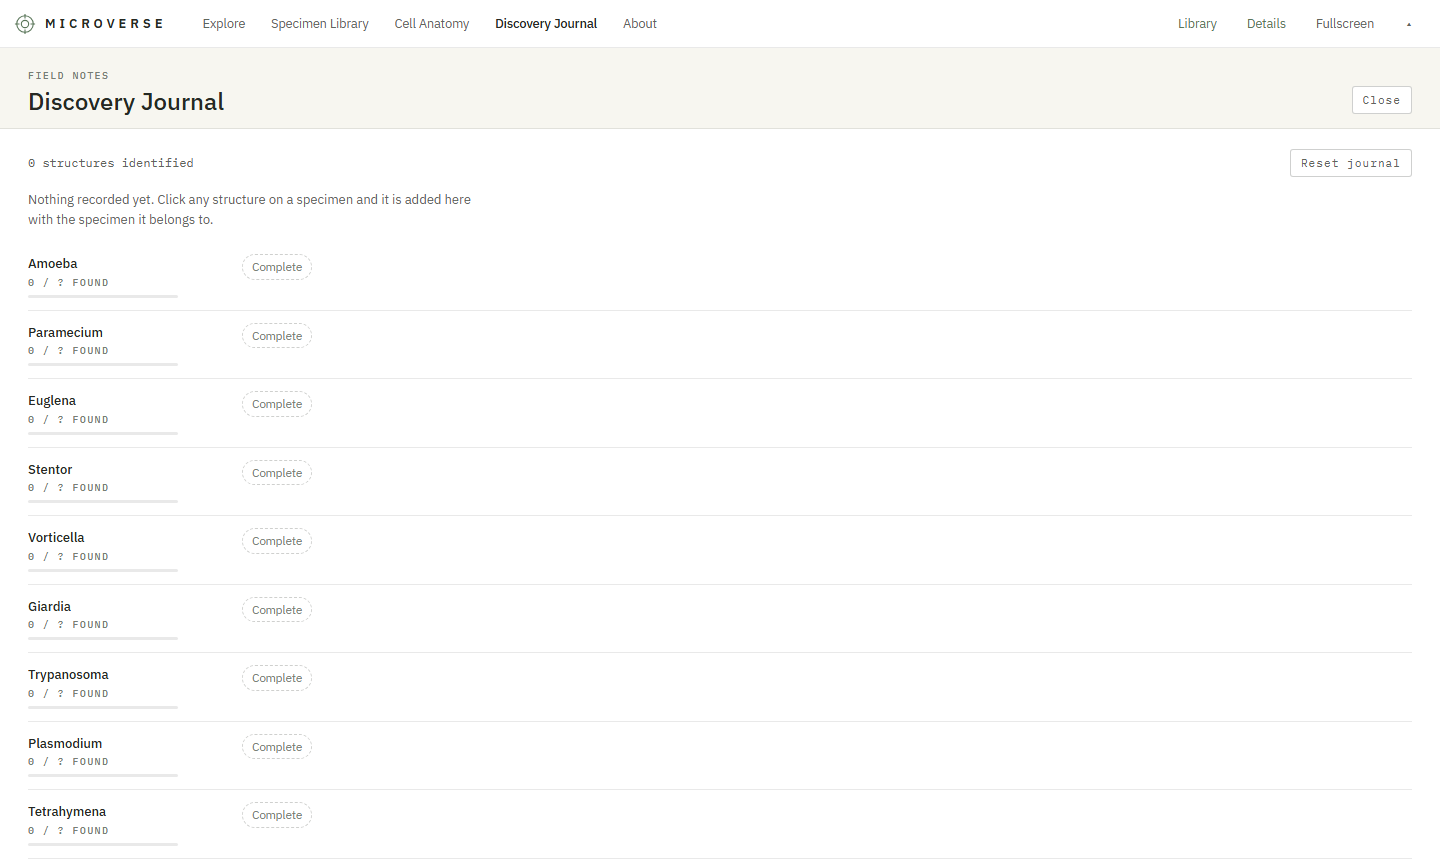 MICROVERSE Explore Specimen Library Cell Anatomy Discovery Journal About Library Details Fullscreen
FIELD NOTES
Discovery Journal
Close
0 structures identified
Reset journal
Nothing recorded yet. Click any structure on a specimen and it is added here
with the specimen it belongs to.
Amoeba
Complete
0 / ? FOUND
Paramecium
Complete
0 / ? FOUND
Euglena
Complete
0 / ? FOUND
Stentor
Complete
0 / ? FOUND
Vorticella
Complete
0 / ? FOUND
Giardia
Complete
0 / ? FOUND
Trypanosoma
Complete
0 / ? FOUND
Plasmodium
Complete
0 / ? FOUND
Tetrahymena
Complete
0 / ? FOUND